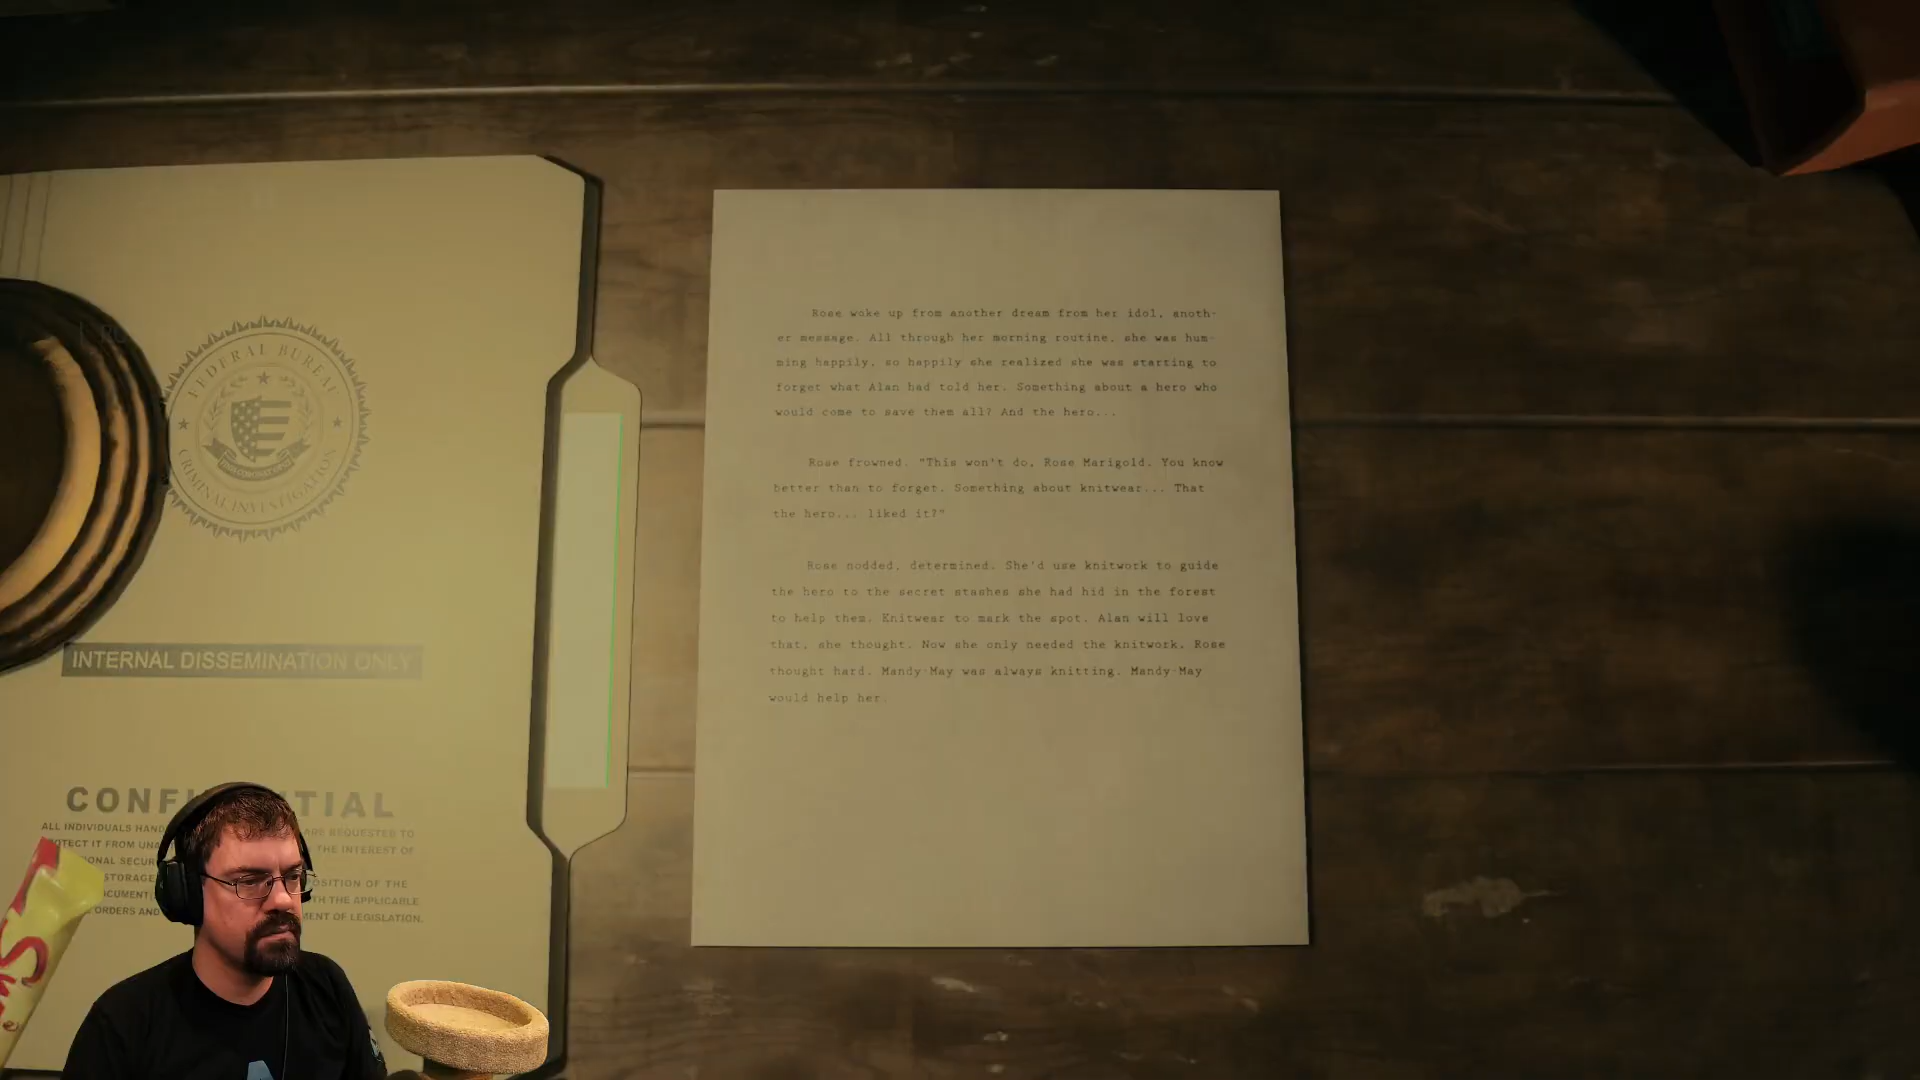 FEDERAL BUREAU
CRIMINAL INVESTIGATION
INTERNAL DISSEMINATION ONLY
ALL INDIVIDUALS ARE REQUESTED TO
THE INTEREST OF
STORAGE
OF THE
THE APPLICABLE
ORDERS AND
OF LEGISLATION.
Rose woke up from another dream from her idol, anoth-
er message. All through her morning routine, she was hum-
ming happily, so happily she realized she was starting to
forget what Alan had told her. Something about a hero who
would come to save them all? And the hero...
Rose frowned. "This won't do, Rose Marigold. You know
better than to forget. Something about knitwear... That
the hero... liked it?"
Rose nodded, determined. She'd use knitwork to guide
the hero to the secret stashes she had hid in the forest
to help them. Knitwear to mark the spot. Alan will love
that, she thought. Now she only needed the knitwork. Rose
thought hard. Mandy-May was always knitting. Mandy-May
would help her.